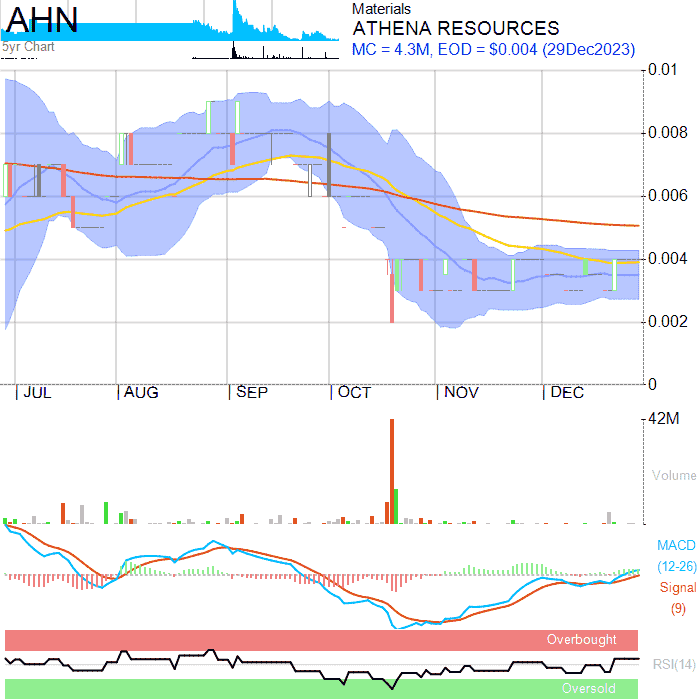 AHN
5yr Chart
Materials
ATHENA RESOURCES
MC = 4.3M, EOD = $0.004 (29Dec2023)
0.01
0.008
0.006
0.004
0.002
0
JUL AUG SEP OCT NOV DEC
42M
Volume
MACD
(12-26)
Signal
(9)
Overbought
RSI(14)
Oversold